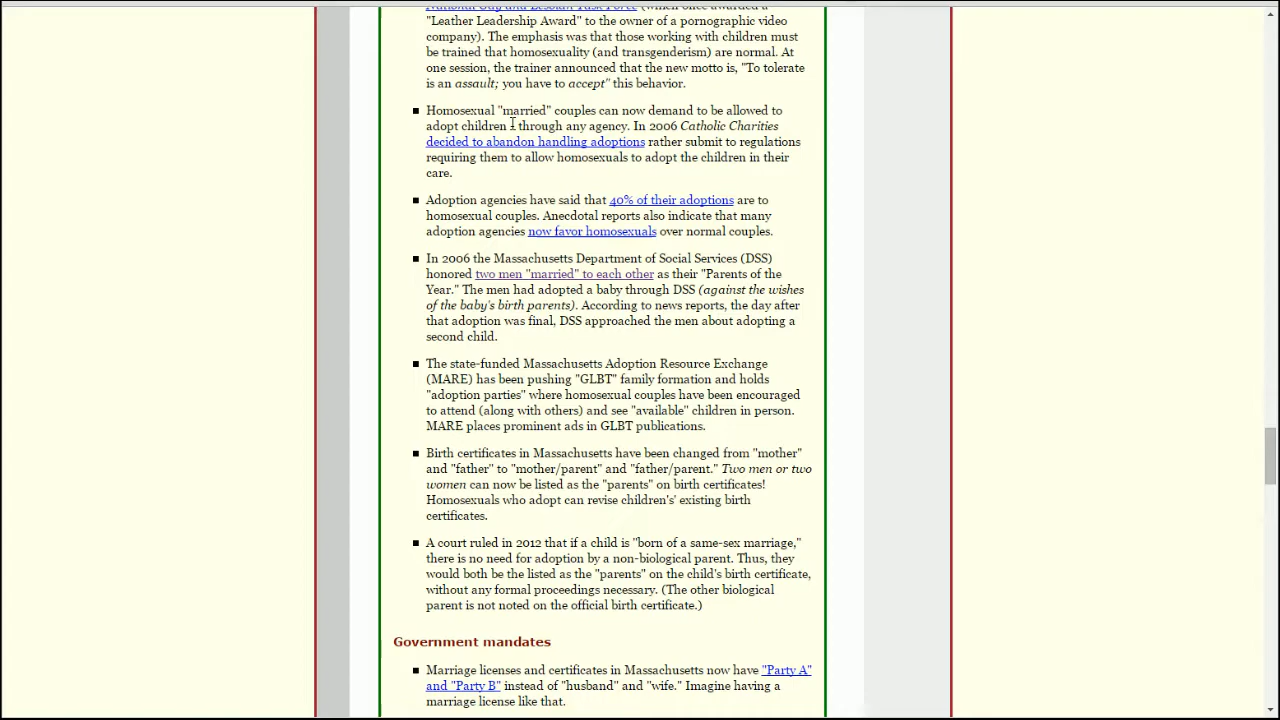 National Gay and Lesbian Task Force (which once awarded a
"Leather Leadership Award" to the owner of a pornographic video
company). The emphasis was that those working with children must
be trained that homosexuality (and transgenderism) are normal. At
one session, the trainer announced that the new motto is, "To tolerate
is an assault; you have to accept" this behavior.
Homosexual "married" couples can now demand to be allowed to
adopt children through any agency. In 2006 Catholic Charities
decided to abandon handling adoptions rather submit to regulations
requiring them to allow homosexuals to adopt the children in their
care.
Adoption agencies have said that 40% of their adoptions are to
homosexual couples. Anecdotal reports also indicate that many
adoption agencies now favor homosexuals over normal couples.
In 2006 the Massachusetts Department of Social Services (DSS)
honored two men "married" to each other as their "Parents of the
Year." The men had adopted a baby through DSS (against the wishes
of the baby's birth parents). According to news reports, the day after
that adoption was final, DSS approached the men about adopting a
second child.
The state-funded Massachusetts Adoption Resource Exchange
(MARE) has been pushing "GLBT" family formation and holds
"adoption parties" where homosexual couples have been encouraged
to attend (along with others) and see "available" children in person.
MARE places prominent ads in GLBT publications.
Birth certificates in Massachusetts have been changed from "mother"
and "father" to "mother/parent" and "father/parent." Two men or two
women can now be listed as the "parents" on birth certificates!
Homosexuals who adopt can revise children's' existing birth
certificates.
A court ruled in 2012 that if a child is "born of a same-sex marriage,"
there is no need for adoption by a non-biological parent. Thus, they
would both be the listed as the "parents" on the child's birth certificate,
without any formal proceedings necessary. (The other biological
parent is not noted on the official birth certificate.)
Government mandates
Marriage licenses and certificates in Massachusetts now have "Party A"
and "Party B" instead of "husband" and "wife." Imagine having a
marriage license like that.